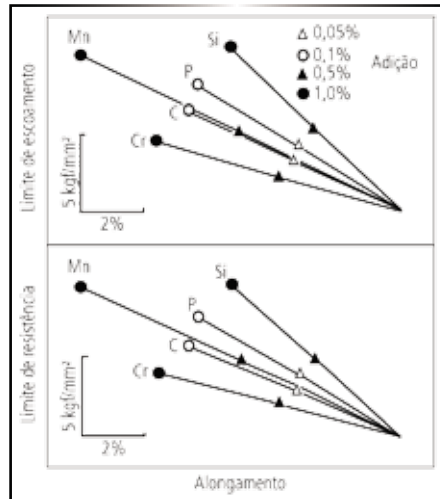 Limite de escoamento
Mn
Si
P
C
Cr
△ 0,05%
○ 0,1%
▲ 0,5%
● 1,0%
Adição
5 kgf/mm²
2%
Limite de resistência
Mn
Si
P
C
Cr
5 kgf/mm²
2%
Alongamento